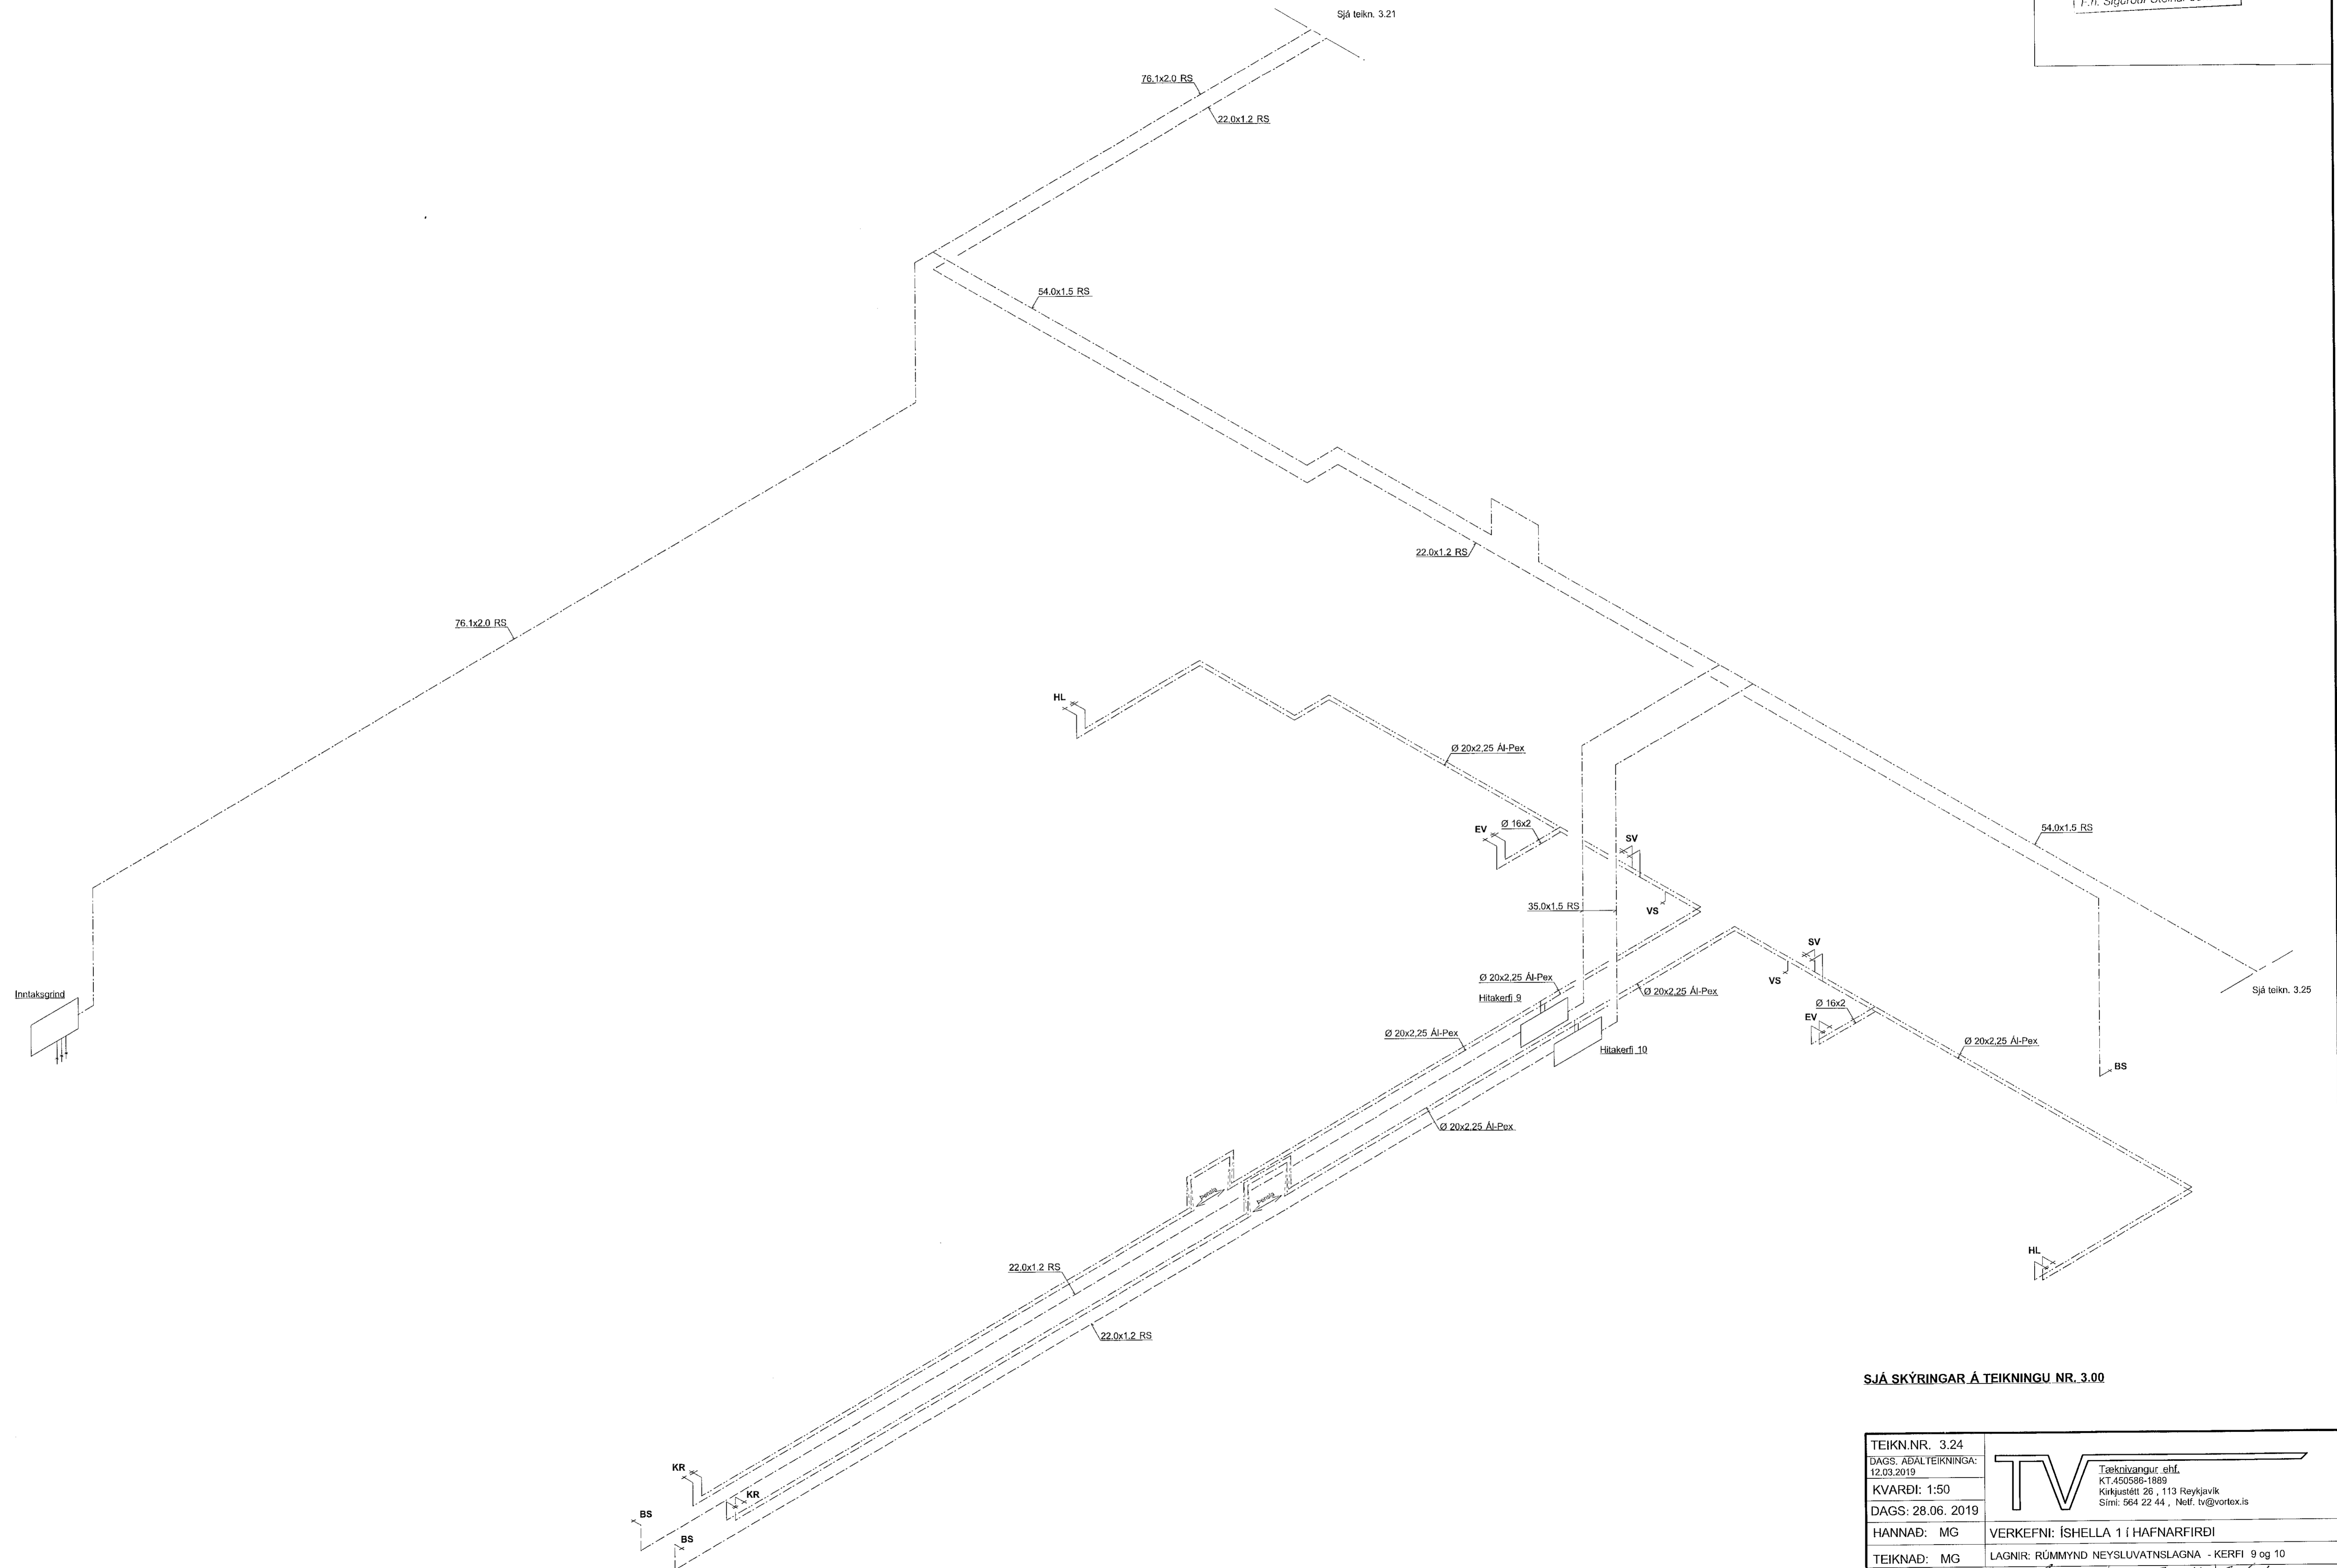 Sjá teikn. 3.21
F.h. Sigurður Steinar
76.1x2.0 RS
22.0x1.2 RS
54.0x1.5 RS
22.0x1.2 RS
76.1x2.0 RS
HL
Ø 20x2,25 Ál-Pex
EV
Ø 16x2
SV
54.0x1.5 RS
35.0x1.5 RS
VS
SV
VS
Inntaksgrind
Ø 20x2,25 Ál-Pex
Hitakerfi 9
Ø 20x2,25 Ál-Pex
Sjá teikn. 3.25
Ø 16x2
EV
Ø 20x2,25 Ál-Pex
Ø 20x2,25 Ál-Pex
Hitakerfi 10
BS
Ø 20x2,25 Ál-Pex
Þensla
Þensla
HL
22.0x1.2 RS
22.0x1.2 RS
KR
KR
BS
BS
SJÁ SKÝRINGAR Á TEIKNINGU NR. 3.00
TEIKN.NR. 3.24
DAGS. AÐALTEIKNINGA:
12.03.2019
KVARÐI: 1:50
DAGS: 28.06. 2019
HANNAÐ: MG
TEIKNAÐ: MG
TV
Tæknivangur ehf.
KT.450586-1889
Kirkjustétt 26 , 113 Reykjavík
Sími: 564 22 44 , Netf. tv@vortex.is
VERKEFNI: ÍSHELLA 1 Í HAFNARFIRÐI
LAGNIR: RÚMMYND NEYSLUVATNSLAGNA - KERFI 9 og 10